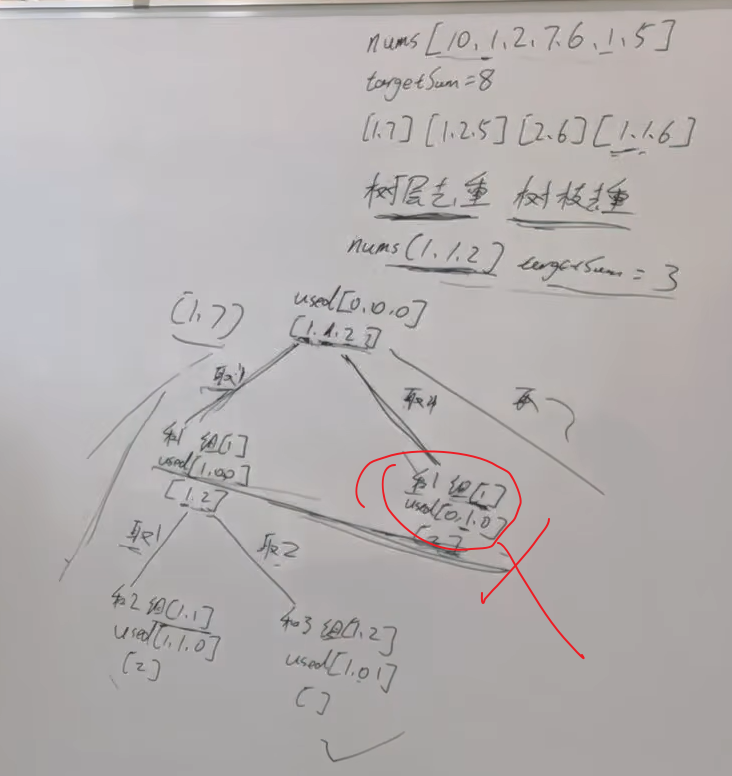 nums[10,1,2,7,6,1,5]
targetSum=8
[1,7] [1,2,5] [2,6] [1,1,6]
树层去重 树枝去重
nums[1,1,2] targetSum=3
[1,7]
used[0,0,0]
[1,1,2]
取1 取1 取2
和1 组[1]
used[1,0,0]
[1,2]
和1 组[1]
used[0,1,0]
[2]
取1 取2
和2 组[1,1]
used[1,1,0]
[2]
和3 组[1,2]
used[1,0,1]
[]